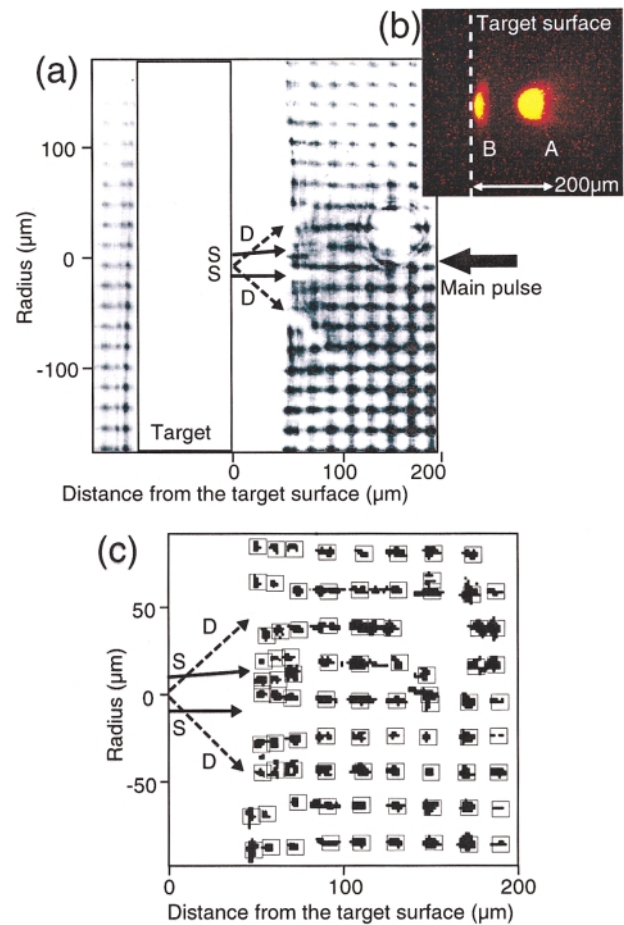 (b)
Target surface
B
A
200μm
(a)
100
0
-100
Radius (μm)
D
S
S
D
Main pulse
Target
0
100
200
Distance from the target surface (μm)
(c)
50
0
-50
Radius (μm)
D
S
S
D
0
100
200
Distance from the target surface (μm)